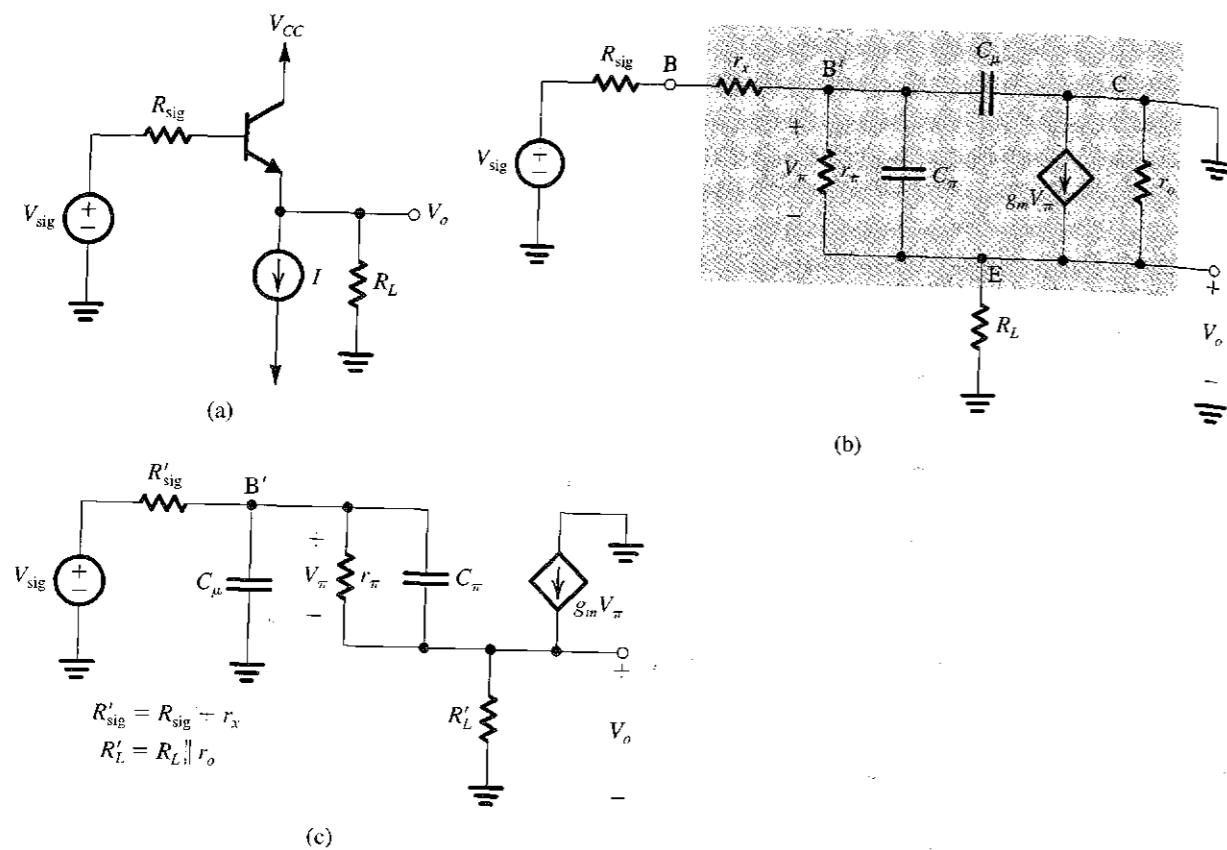 V_CC
R_sig
V_sig
+
−
V_o
I
R_L
(a)
R_sig
B
r_x
B′
C_μ
C
V_sig
+
−
+
V_π
−
r_π
C_π
g_m V_π
r_o
E
R_L
+
V_o
−
(b)
R′_sig
B′
V_sig
+
−
C_μ
+
V_π
−
r_π
C_π
g_m V_π
R′_L
+
V_o
−
R′_sig = R_sig + r_x
R′_L = R_L ∥ r_o
(c)